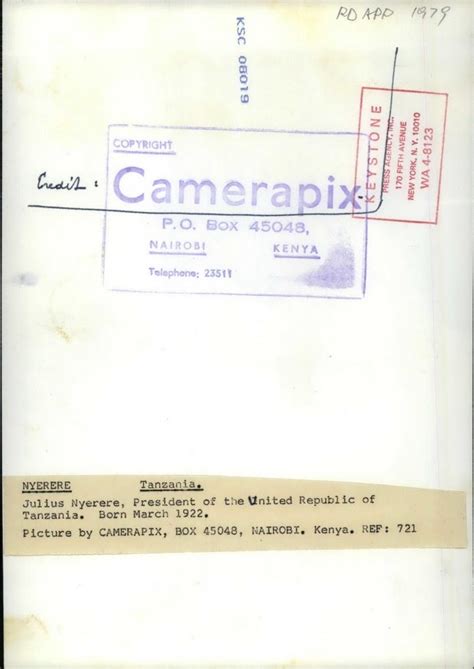 RD APP 1979
KSC 08019
KEYSTONE
PRESS AGENCY, INC.
170 FIFTH AVENUE
NEW YORK, N. Y. 10010
WA 4-8123
COPYRIGHT
Credit :
Camerapix
P.O. Box 45048,
NAIROBI KENYA
Telephone; 23511
NYERERE Tanzania.
Julius Nyerere, President of the United Republic of
Tanzania. Born March 1922.
Picture by CAMERAPIX, BOX 45048, NAIROBI. Kenya. REF: 721